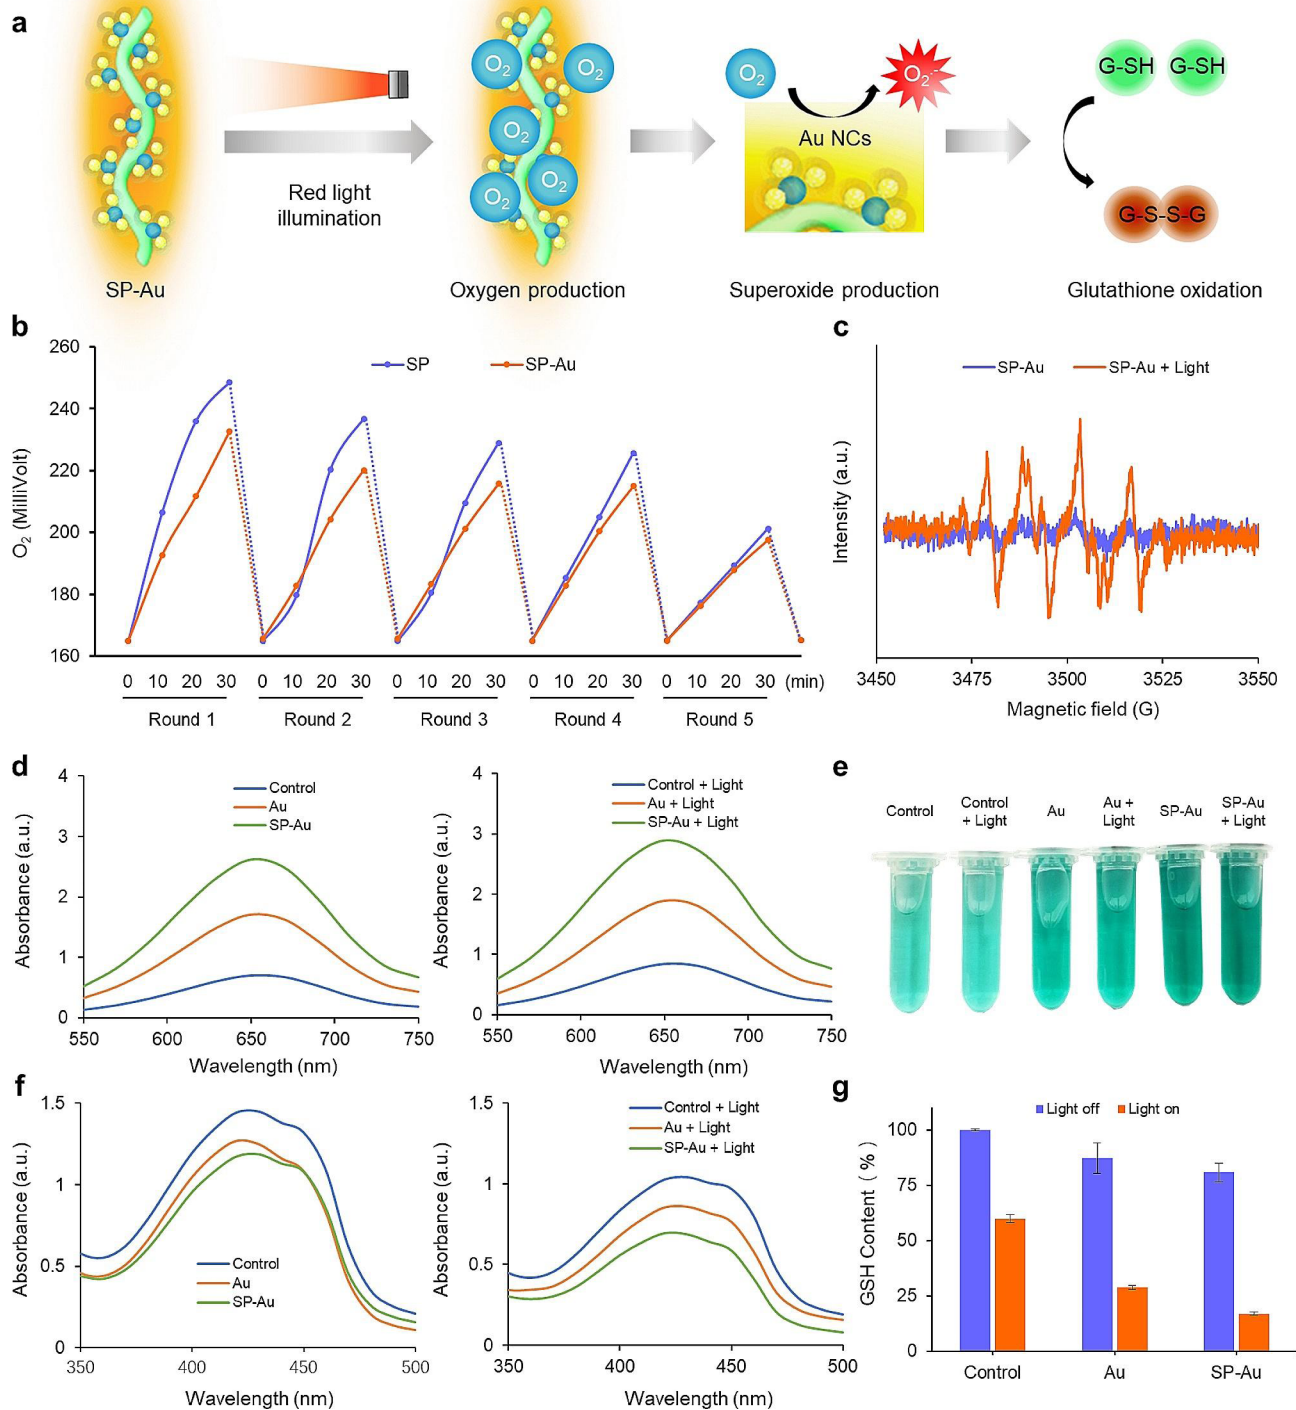 a
O2
O2
O2
O2
O2
O2
O2·-
G-SH G-SH
Au NCs
G-S-S-G
Red light
illumination
SP-Au
Oxygen production
Superoxide production
Glutathione oxidation
b
260
240
220
200
180
160
O2 (MilliVolt)
SP
SP-Au
0 10 20 30 0 10 20 30 0 10 20 30 0 10 20 30 0 10 20 30 (min)
Round 1 Round 2 Round 3 Round 4 Round 5
c
SP-Au SP-Au + Light
Intensity (a.u.)
3450 3475 3500 3525 3550
Magnetic field (G)
d
4
3
2
1
0
Absorbance (a.u.)
Control
Au
SP-Au
550 600 650 700 750
Wavelength (nm)
4
3
2
1
0
Absorbance (a.u.)
Control + Light
Au + Light
SP-Au + Light
550 600 650 700 750
Wavelength (nm)
e
Control
Control
+ Light
Au
Au +
Light
SP-Au
SP-Au
+ Light
f
1.5
1
0.5
0
Absorbance (a.u.)
Control
Au
SP-Au
350 400 450 500
Wavelength (nm)
1.5
1
0.5
0
Absorbance (a.u.)
Control + Light
Au + Light
SP-Au + Light
350 400 450 500
Wavelength (nm)
g
Light off Light on
100
75
50
25
0
GSH Content ( % )
Control Au SP-Au